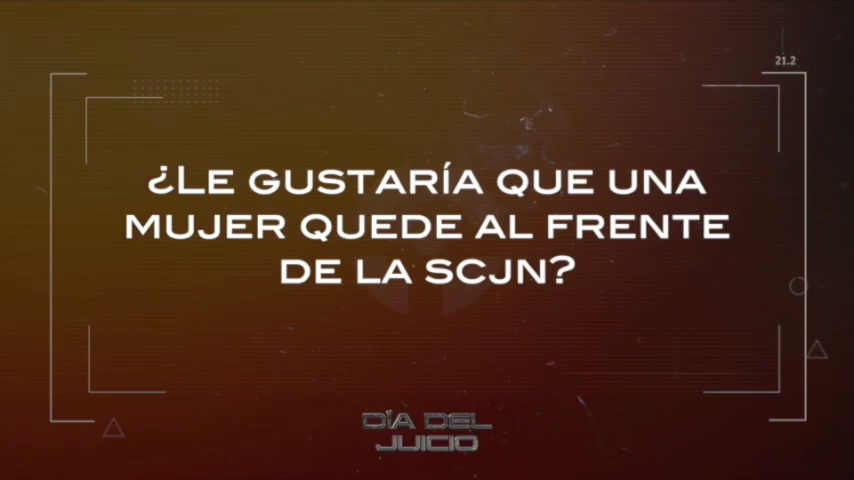 21.2
¿LE GUSTARÍA QUE UNA
MUJER QUEDE AL FRENTE
DE LA SCJN?
DÍA DEL
JUICIO